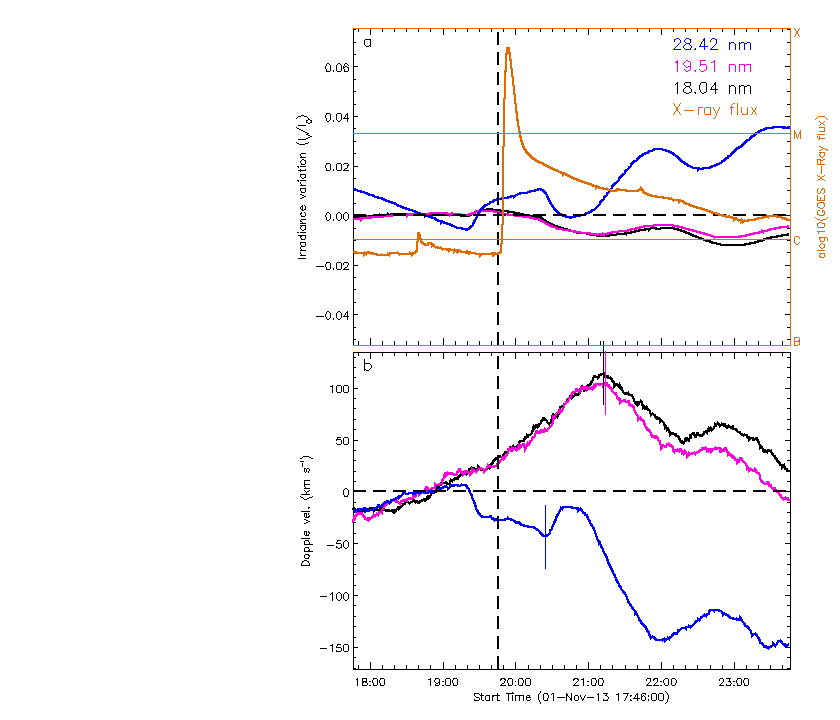 a
28.42 nm
19.51 nm
18.04 nm
X-ray flux
0.06
0.04
0.02
0.00
-0.02
-0.04
Irradiance variation (Iᵥ/I₀)
X
M
C
B
alog10(GOES X-Ray flux)
b
100
50
0
-50
-100
-150
Dopple vel. (km s⁻¹)
18:00 19:00 20:00 21:00 22:00 23:00
Start Time (01-Nov-13 17:46:00)